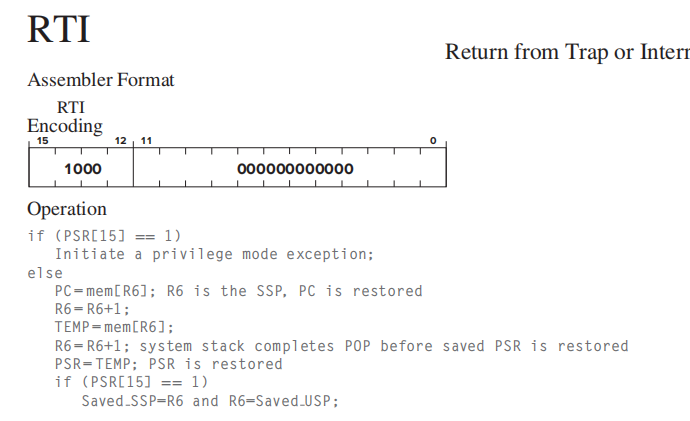 RTI
Return from Trap or Interr
Assembler Format
RTI
Encoding
15 12 11 0
1000 000000000000
Operation
if (PSR[15] == 1)
Initiate a privilege mode exception;
else
PC=mem[R6]; R6 is the SSP, PC is restored
R6=R6+1;
TEMP=mem[R6];
R6=R6+1; system stack completes POP before saved PSR is restored
PSR=TEMP; PSR is restored
if (PSR[15] == 1)
Saved_SSP=R6 and R6=Saved_USP;